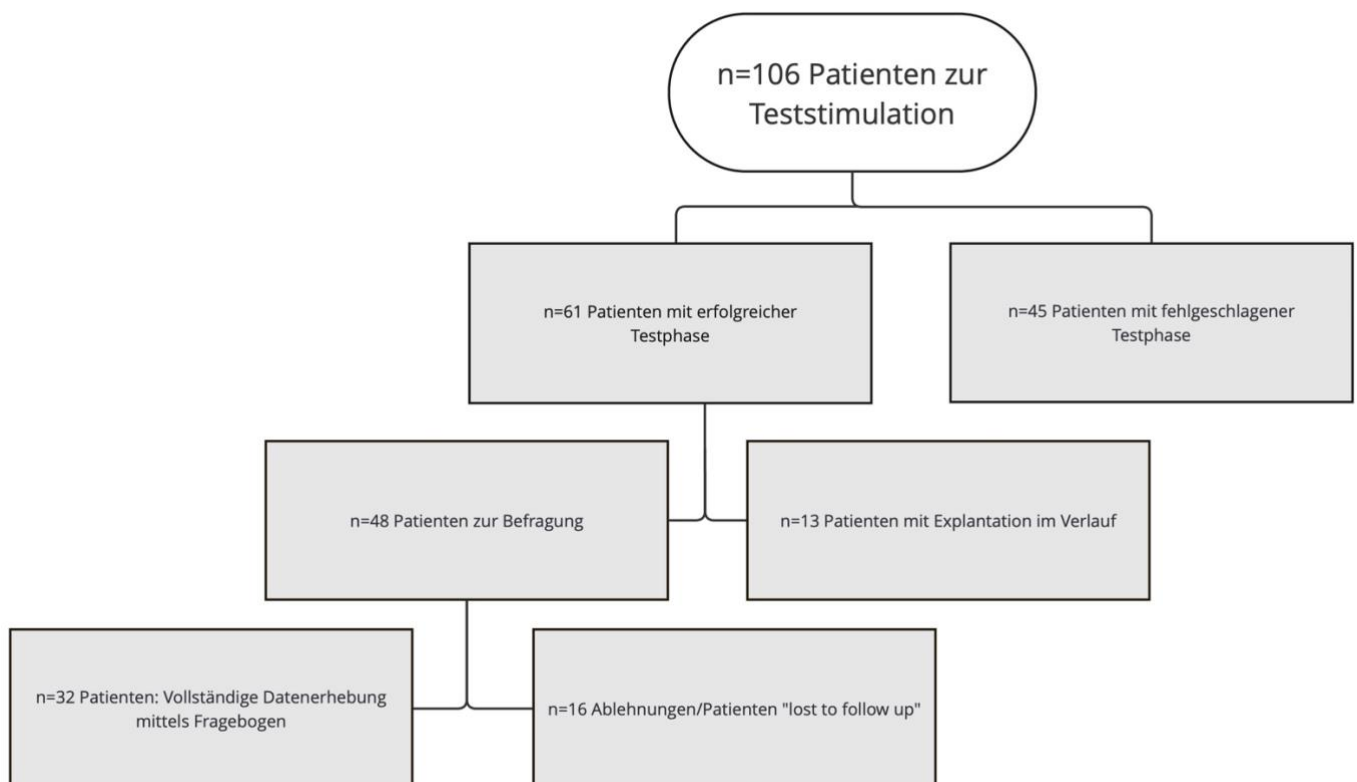 n=106 Patienten zur
Teststimulation
n=61 Patienten mit erfolgreicher
Testphase
n=45 Patienten mit fehlgeschlagener
Testphase
n=48 Patienten zur Befragung
n=13 Patienten mit Explantation im Verlauf
n=32 Patienten: Vollständige Datenerhebung
mittels Fragebogen
n=16 Ablehnungen/Patienten "lost to follow up"